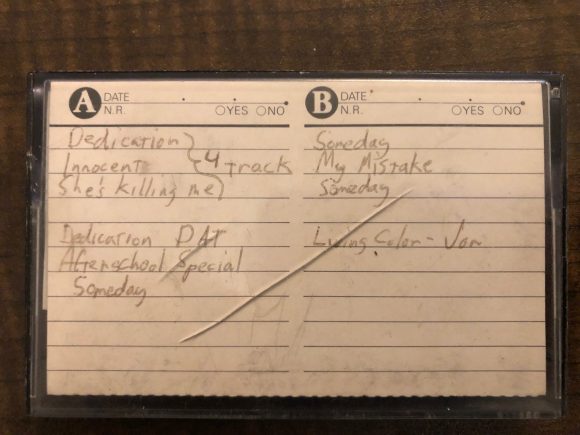 A DATE
N.R. YES NO
Dedication
Innocent 4 Track
She's Killing me
Dedication DAT
Afterschool Special
Someday
B DATE
N.R. YES NO
Someday
My Mistake
Someday
Living Color -